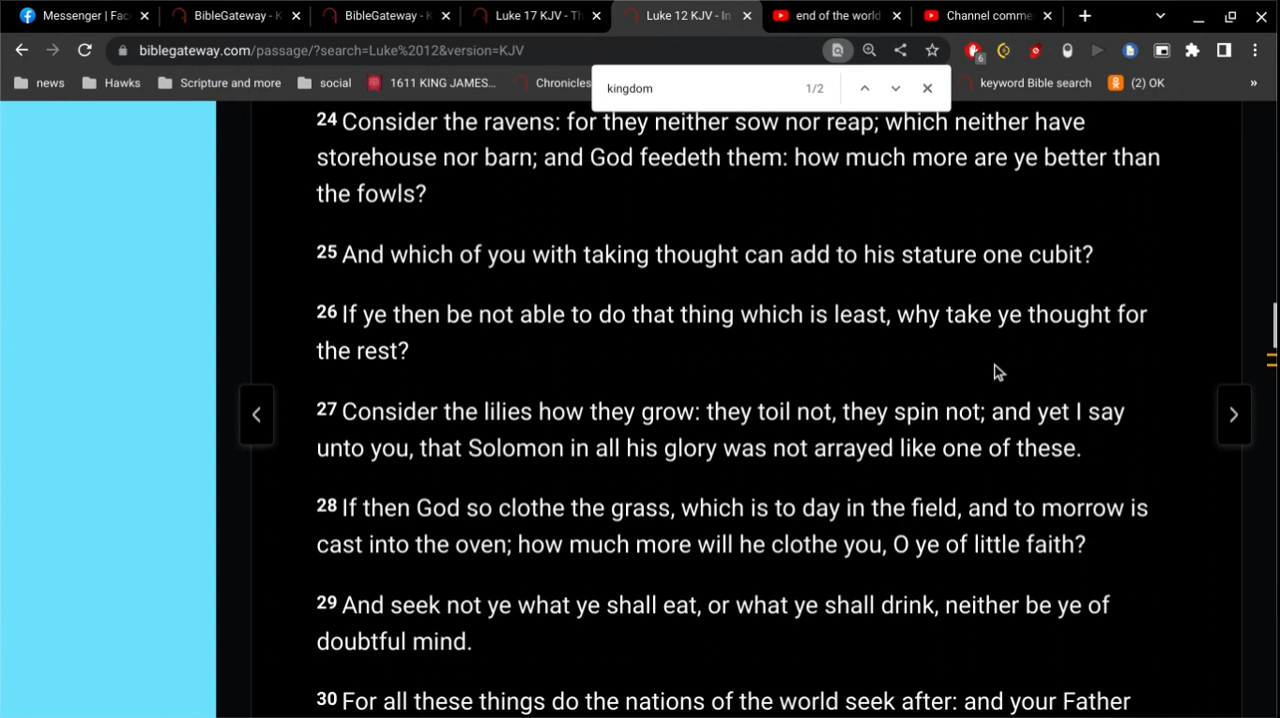 Messenger | Fac
BibleGateway - K
BibleGateway - K
Luke 17 KJV - Th
Luke 12 KJV - In
end of the world
Channel comme
biblegateway.com/passage/?search=Luke%2012&version=KJV
6
news
Hawks
Scripture and more
social
1611 KING JAMES...
Chronicles
keyword Bible search
(2) OK
»
kingdom 1/2
24 Consider the ravens: for they neither sow nor reap; which neither have
storehouse nor barn; and God feedeth them: how much more are ye better than
the fowls?
25 And which of you with taking thought can add to his stature one cubit?
26 If ye then be not able to do that thing which is least, why take ye thought for
the rest?
27 Consider the lilies how they grow: they toil not, they spin not; and yet I say
unto you, that Solomon in all his glory was not arrayed like one of these.
28 If then God so clothe the grass, which is to day in the field, and to morrow is
cast into the oven; how much more will he clothe you, O ye of little faith?
29 And seek not ye what ye shall eat, or what ye shall drink, neither be ye of
doubtful mind.
30 For all these things do the nations of the world seek after: and your Father